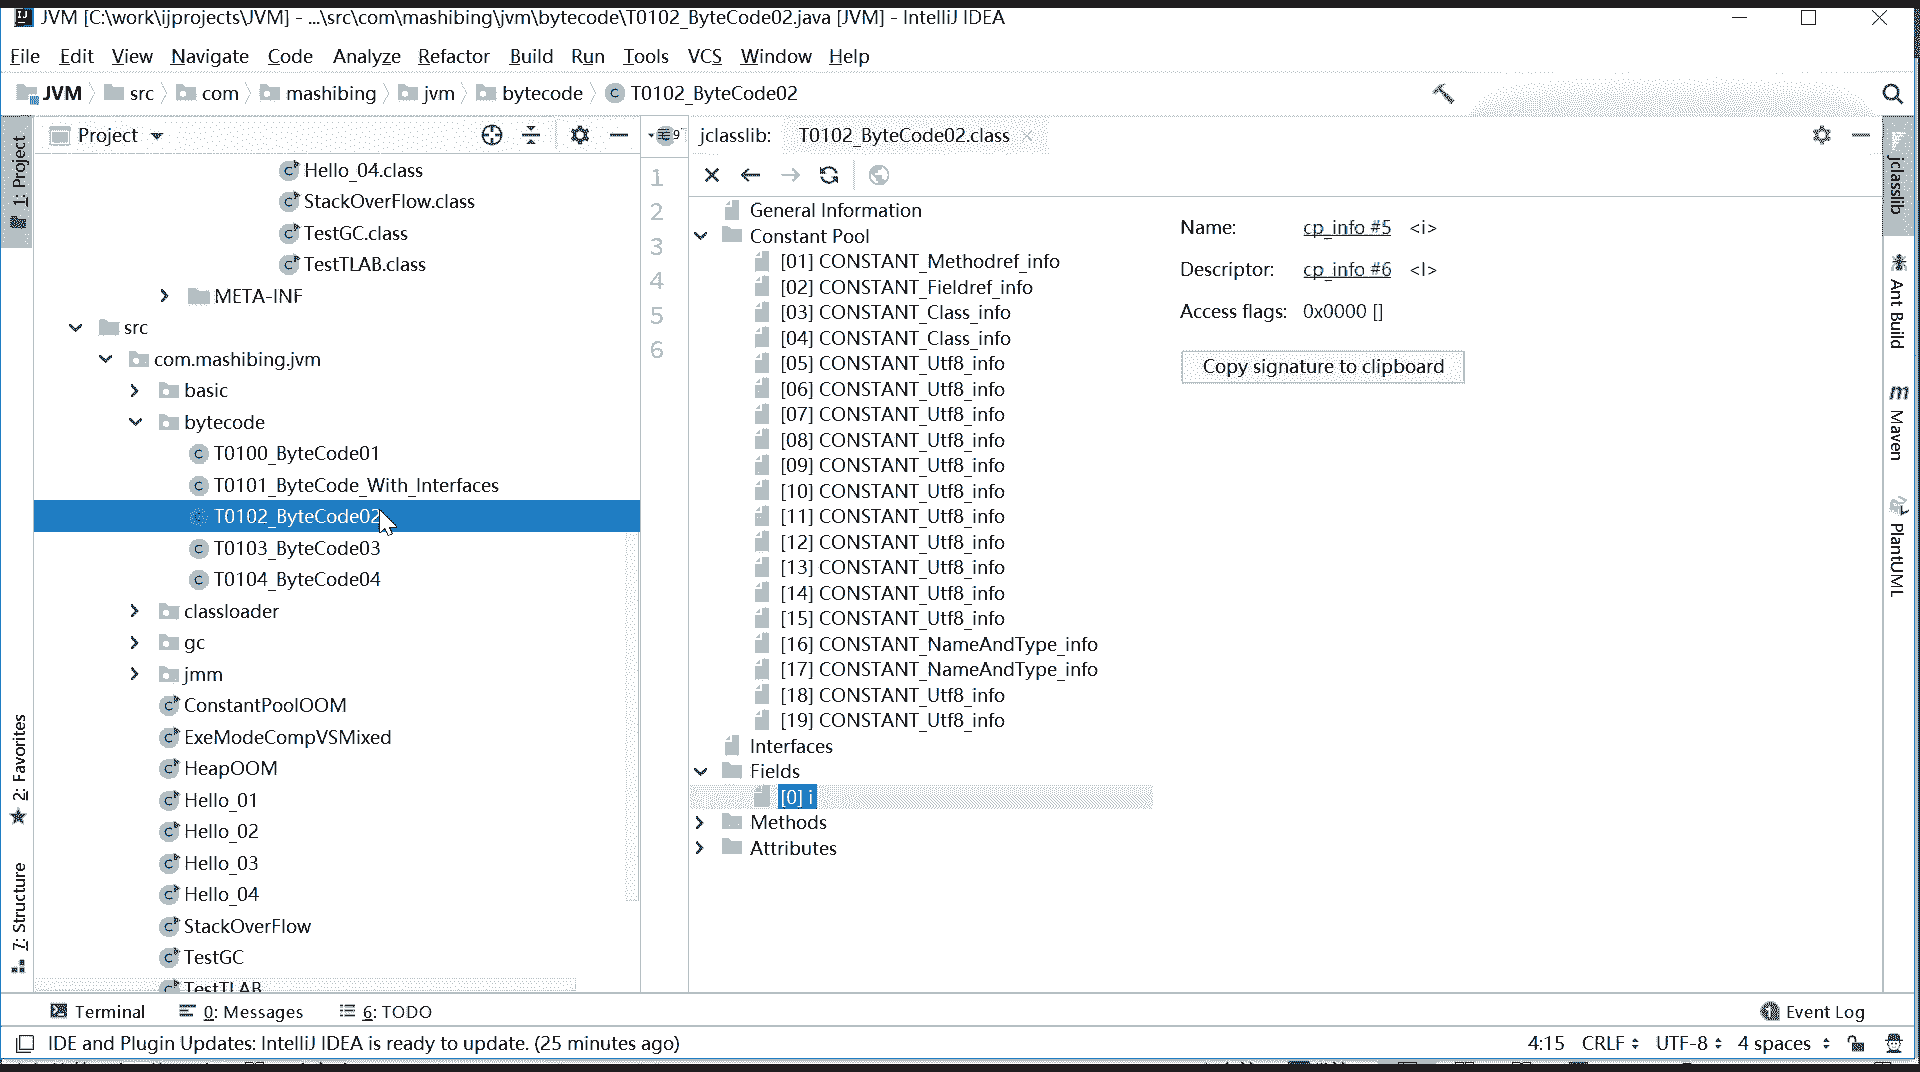 JVM [C:\work\ijprojects\JVM] - ...\src\com\mashibing\jvm\bytecode\T0102_ByteCode02.java [JVM] - IntelliJ IDEA
File Edit View Navigate Code Analyze Refactor Build Run Tools VCS Window Help
JVM src com mashibing jvm bytecode T0102_ByteCode02
1: Project
2: Favorites
7: Structure
Project
Hello_04.class
StackOverFlow.class
TestGC.class
TestTLAB.class
META-INF
src
com.mashibing.jvm
basic
bytecode
T0100_ByteCode01
T0101_ByteCode_With_Interfaces
T0102_ByteCode02
T0103_ByteCode03
T0104_ByteCode04
classloader
gc
jmm
ConstantPoolOOM
ExeModeCompVSMixed
HeapOOM
Hello_01
Hello_02
Hello_03
Hello_04
StackOverFlow
TestGC
TestTLAB
1
2
3
4
5
6
jclasslib: T0102_ByteCode02.class
General Information
Constant Pool
[01] CONSTANT_Methodref_info
[02] CONSTANT_Fieldref_info
[03] CONSTANT_Class_info
[04] CONSTANT_Class_info
[05] CONSTANT_Utf8_info
[06] CONSTANT_Utf8_info
[07] CONSTANT_Utf8_info
[08] CONSTANT_Utf8_info
[09] CONSTANT_Utf8_info
[10] CONSTANT_Utf8_info
[11] CONSTANT_Utf8_info
[12] CONSTANT_Utf8_info
[13] CONSTANT_Utf8_info
[14] CONSTANT_Utf8_info
[15] CONSTANT_Utf8_info
[16] CONSTANT_NameAndType_info
[17] CONSTANT_NameAndType_info
[18] CONSTANT_Utf8_info
[19] CONSTANT_Utf8_info
Interfaces
Fields
[0] i
Methods
Attributes
Name: cp_info #5 <i>
Descriptor: cp_info #6 <I>
Access flags: 0x0000 []
Copy signature to clipboard
jclasslib
Ant Build
Maven
PlantUML
Terminal 0: Messages 6: TODO Event Log
IDE and Plugin Updates: IntelliJ IDEA is ready to update. (25 minutes ago) 4:15 CRLF UTF-8 4 spaces